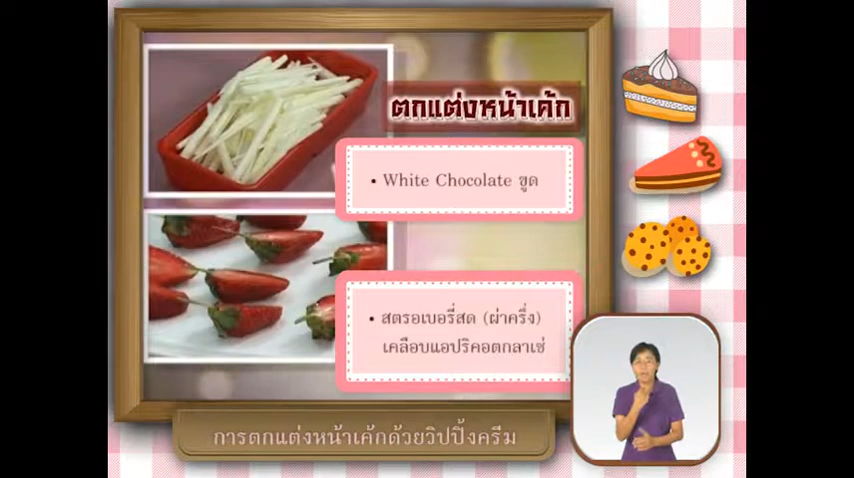 ตกแต่งหน้าเค้ก
• White Chocolate ขูด
• สตรอเบอรี่สด (ผ่าครึ่ง)
เคลือบแอปริคอตกลาเซ่
การตกแต่งหน้าเค้กด้วยวิปปิ้งครีม